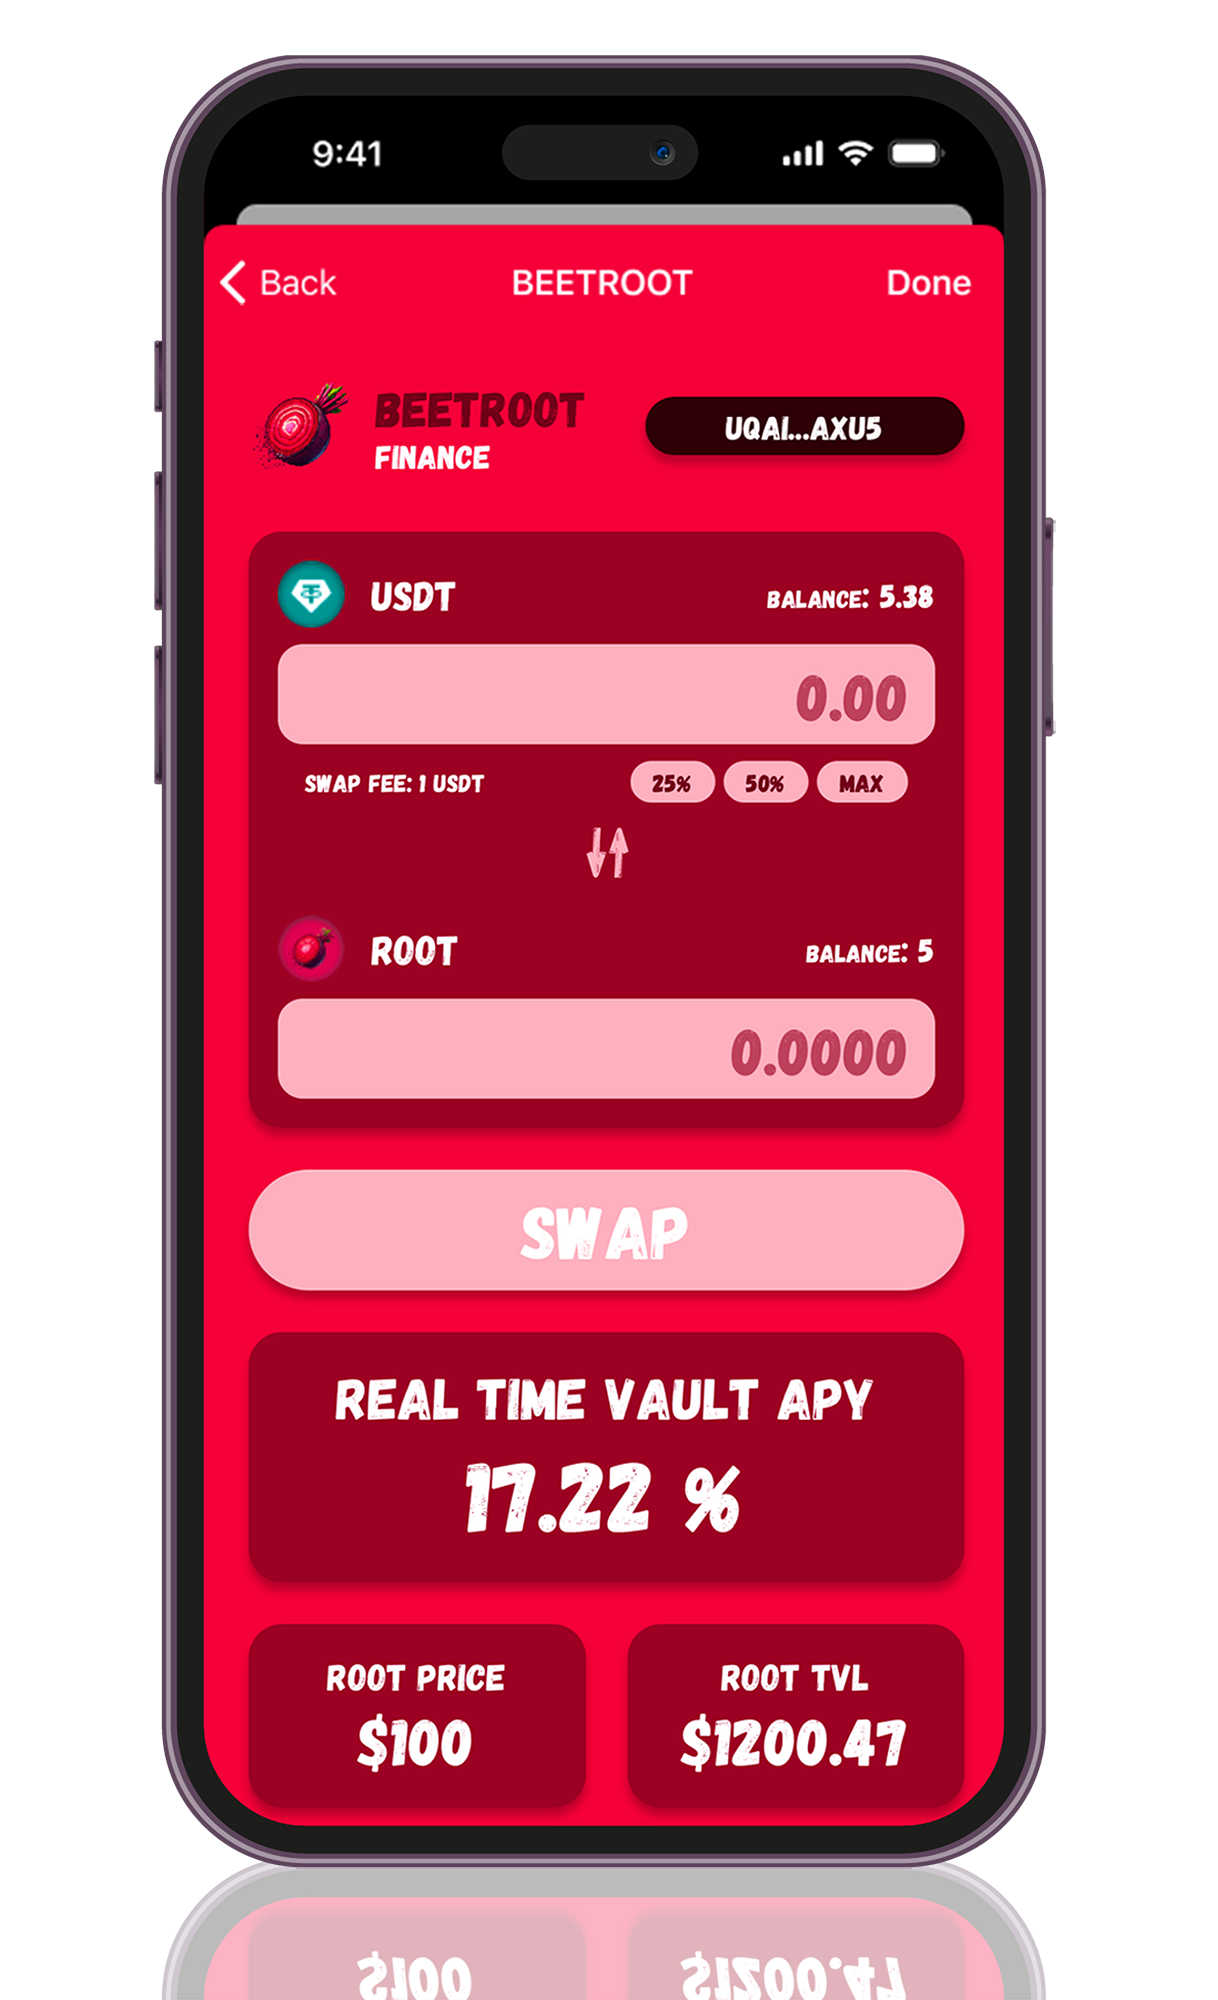 9:41
Back BEETROOT Done
BEETROOT
FINANCE
UQAI...AXU5
USDT BALANCE: 5.38
0.00
SWAP FEE: 1 USDT 25% 50% MAX
ROOT BALANCE: 5
0.0000
SWAP
REAL TIME VAULT APY
17.22 %
ROOT PRICE ROOT TVL
$100 $1200.47